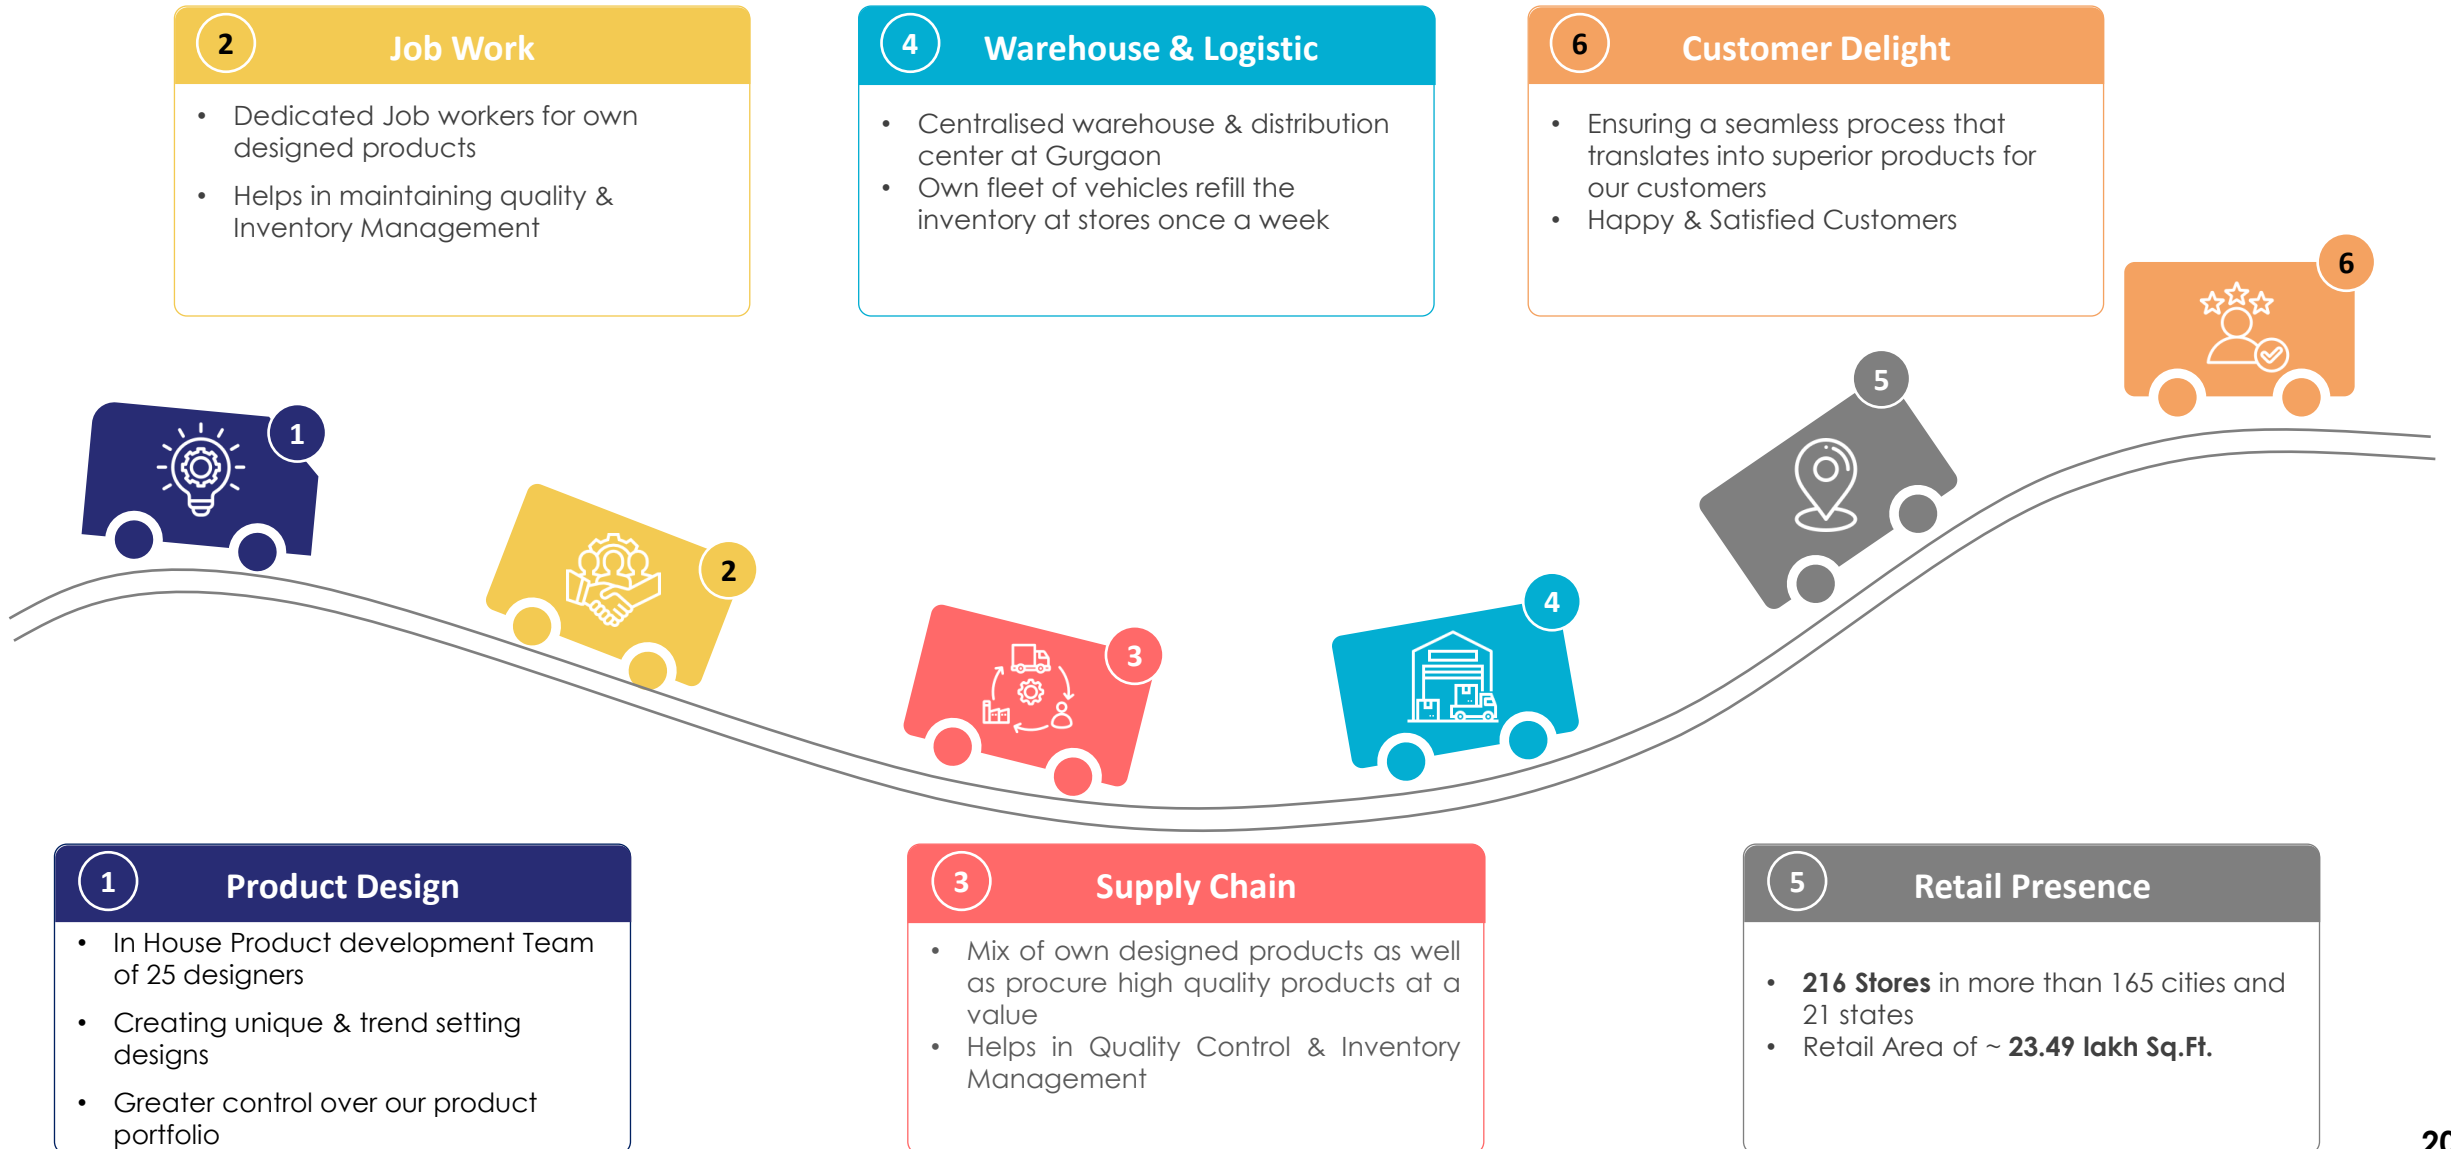 2
Job Work
• Dedicated Job workers for own
designed products
• Helps in maintaining quality &
Inventory Management
4
Warehouse & Logistic
• Centralised warehouse & distribution
center at Gurgaon
• Own fleet of vehicles refill the
inventory at stores once a week
6
Customer Delight
• Ensuring a seamless process that
translates into superior products for
our customers
• Happy & Satisfied Customers
1
2
3
4
5
6
1
Product Design
• In House Product development Team
of 25 designers
• Creating unique & trend setting
designs
• Greater control over our product
portfolio
3
Supply Chain
• Mix of own designed products as well
as procure high quality products at a
value
• Helps in Quality Control & Inventory
Management
5
Retail Presence
• 216 Stores in more than 165 cities and
21 states
• Retail Area of ~ 23.49 lakh Sq.Ft.
20